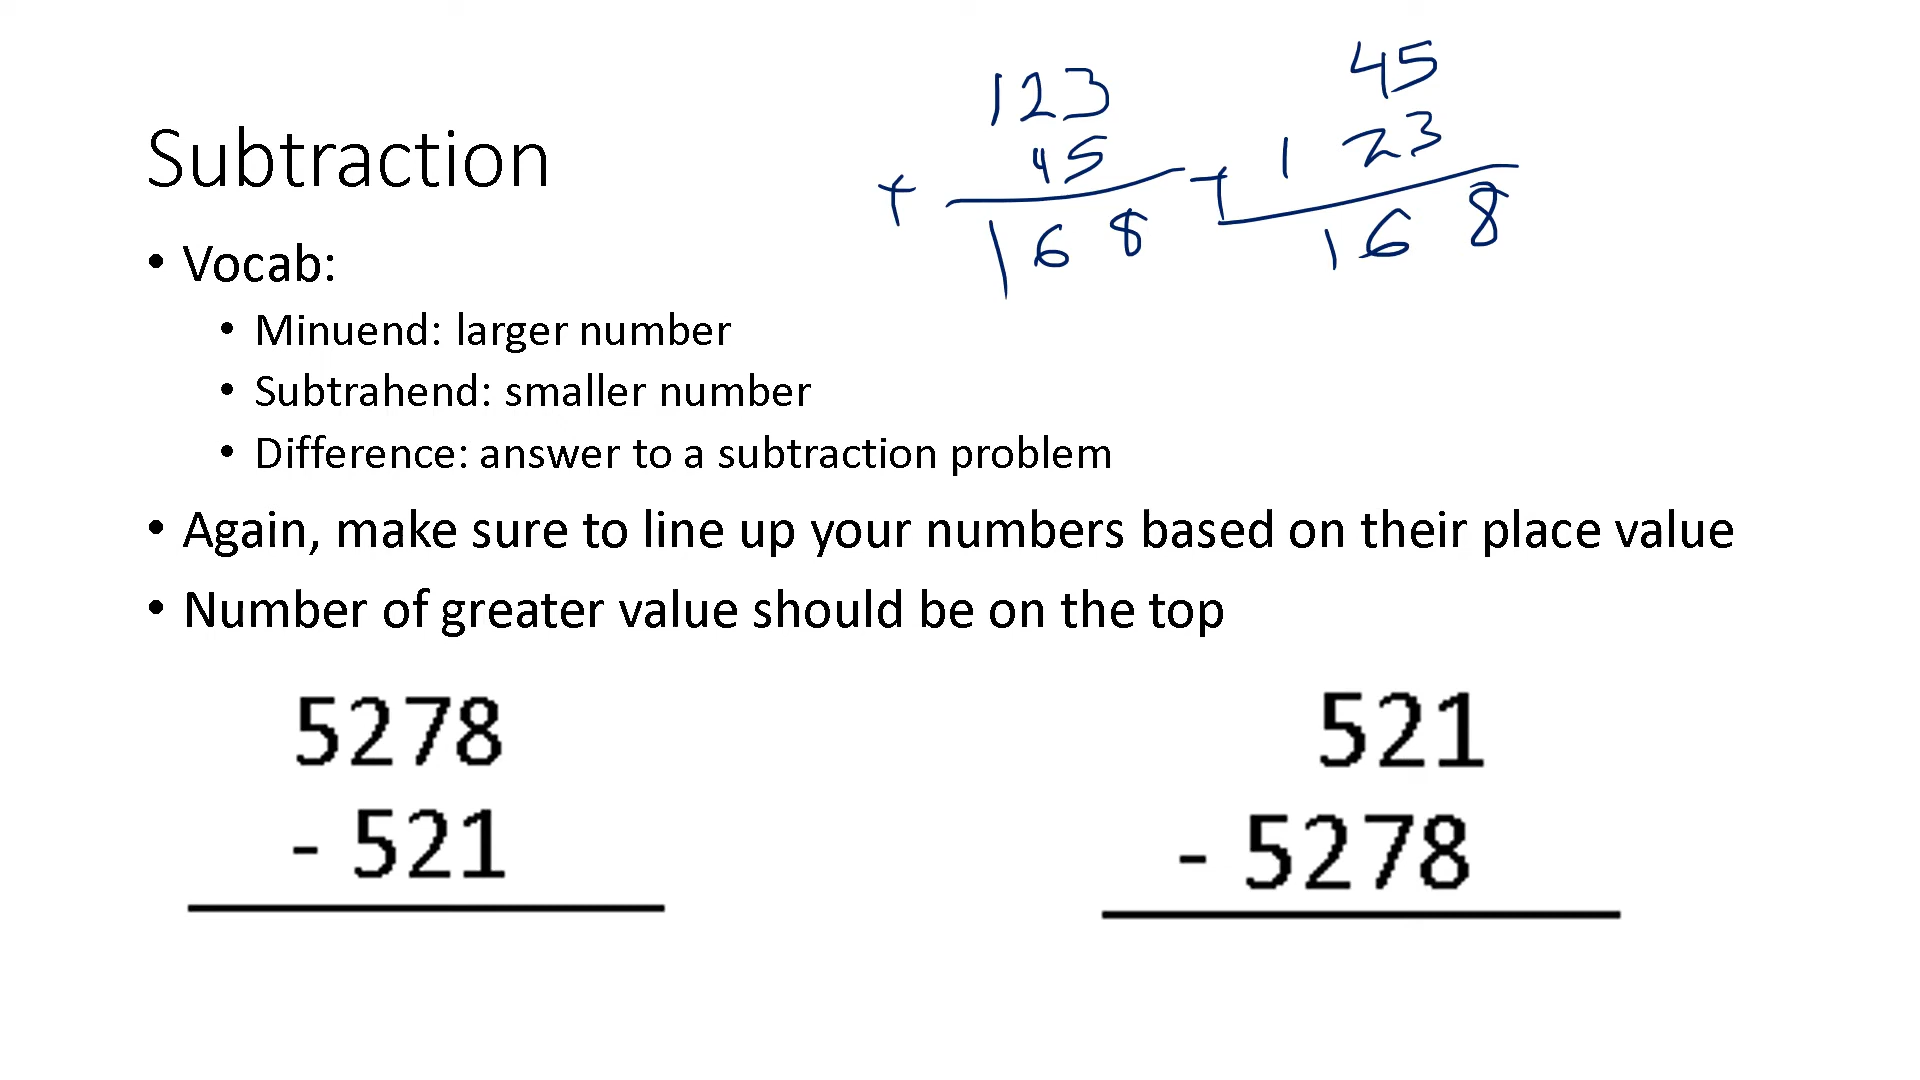 Subtraction
123
45
+
168
45
1 23
+
168
• Vocab:
• Minuend: larger number
• Subtrahend: smaller number
• Difference: answer to a subtraction problem
• Again, make sure to line up your numbers based on their place value
• Number of greater value should be on the top
5278
- 521
521
- 5278